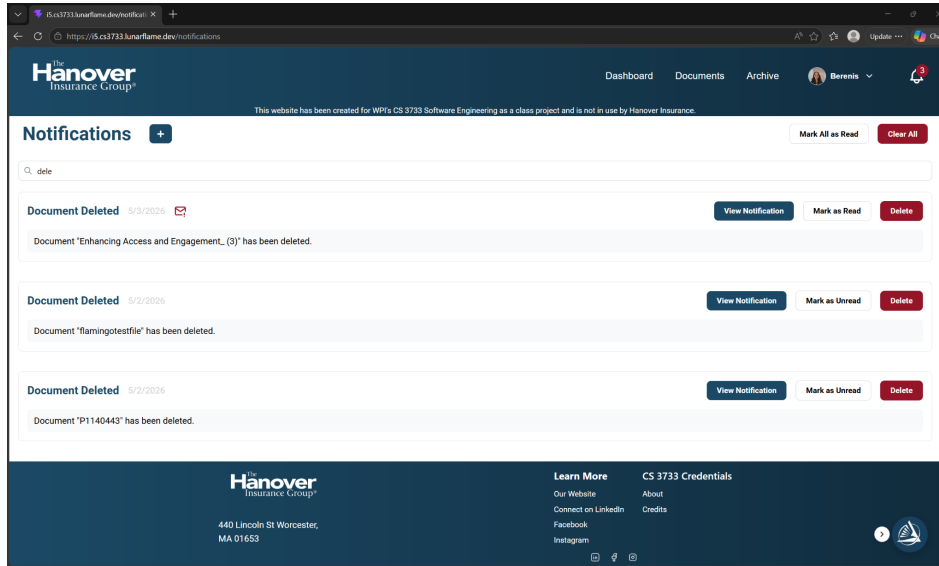 i5.cs3733.lunarflame.dev/notificati
https://i5.cs3733.lunarflame.dev/notifications
Update
The
Hanover
Insurance Group®
Dashboard
Documents
Archive
Berenis
3
This website has been created for WPI's CS 3733 Software Engineering as a class project and is not in use by Hanover Insurance.
Notifications
+
Mark All as Read
Clear All
dele
Document Deleted 5/3/2026
View Notification
Mark as Read
Delete
Document "Enhancing Access and Engagement_ (3)" has been deleted.
Document Deleted 5/2/2026
View Notification
Mark as Unread
Delete
Document "flamingotestfile" has been deleted.
Document Deleted 5/2/2026
View Notification
Mark as Unread
Delete
Document "P1140443" has been deleted.
The
Hanover
Insurance Group®
440 Lincoln St Worcester,
MA 01653
Learn More
Our Website
Connect on LinkedIn
Facebook
Instagram
CS 3733 Credentials
About
Credits